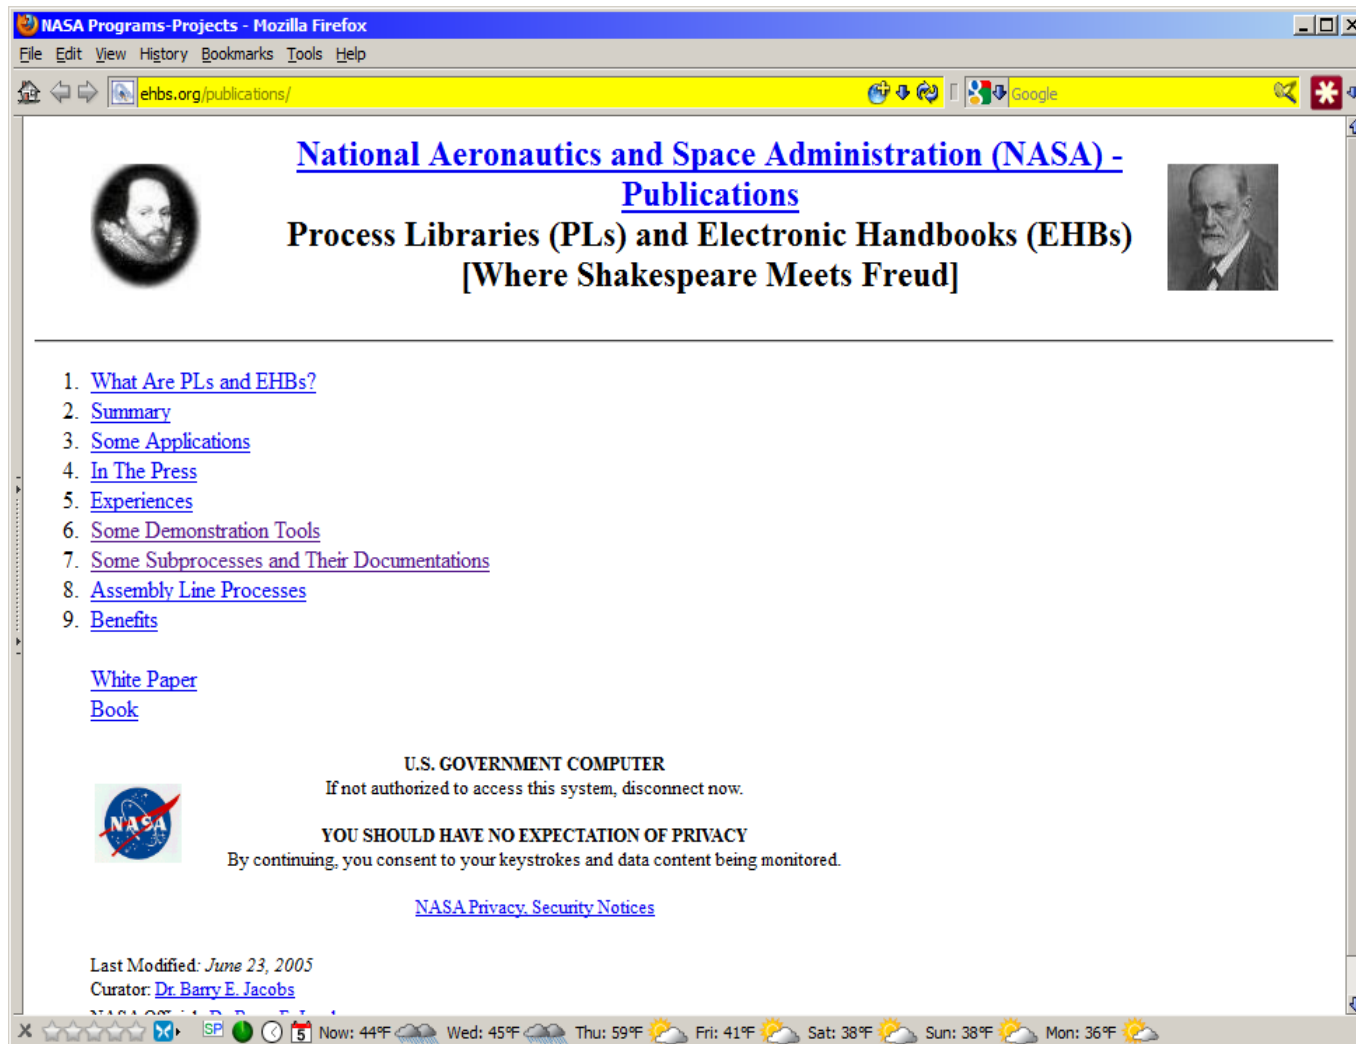 NASA Programs-Projects - Mozilla Firefox
File Edit View History Bookmarks Tools Help
ehbs.org/publications/ Google
National Aeronautics and Space Administration (NASA) -
Publications
Process Libraries (PLs) and Electronic Handbooks (EHBs)
[Where Shakespeare Meets Freud]
1. What Are PLs and EHBs?
2. Summary
3. Some Applications
4. In The Press
5. Experiences
6. Some Demonstration Tools
7. Some Subprocesses and Their Documentations
8. Assembly Line Processes
9. Benefits
White Paper
Book
U.S. GOVERNMENT COMPUTER
If not authorized to access this system, disconnect now.
NASA
YOU SHOULD HAVE NO EXPECTATION OF PRIVACY
By continuing, you consent to your keystrokes and data content being monitored.
NASA Privacy, Security Notices
Last Modified: June 23, 2005
Curator: Dr. Barry E. Jacobs
SP 5 Now: 44°F Wed: 45°F Thu: 59°F Fri: 41°F Sat: 38°F Sun: 38°F Mon: 36°F